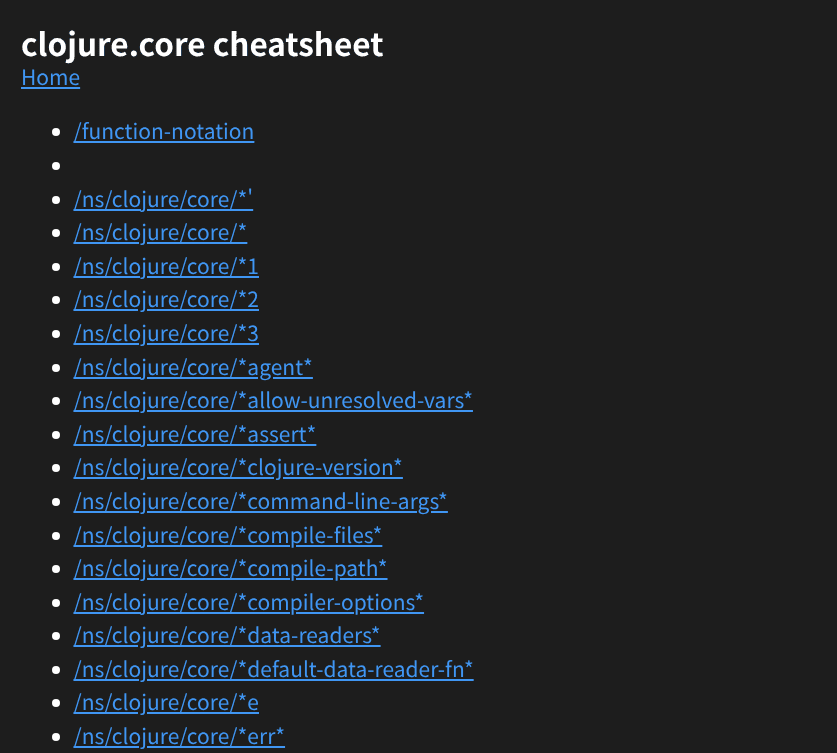 clojure.core cheatsheet
Home
/function-notation
/ns/clojure/core/*'
/ns/clojure/core/*
/ns/clojure/core/*1
/ns/clojure/core/*2
/ns/clojure/core/*3
/ns/clojure/core/*agent*
/ns/clojure/core/*allow-unresolved-vars*
/ns/clojure/core/*assert*
/ns/clojure/core/*clojure-version*
/ns/clojure/core/*command-line-args*
/ns/clojure/core/*compile-files*
/ns/clojure/core/*compile-path*
/ns/clojure/core/*compiler-options*
/ns/clojure/core/*data-readers*
/ns/clojure/core/*default-data-reader-fn*
/ns/clojure/core/*e
/ns/clojure/core/*err*